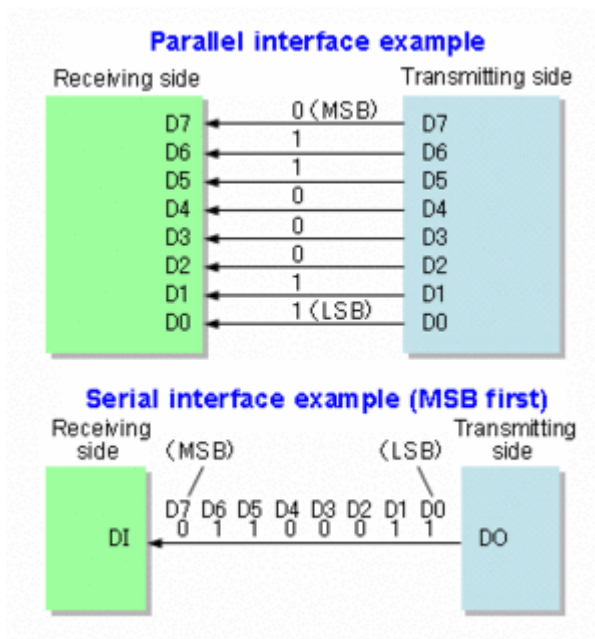 Parallel interface example
Receiving side Transmitting side
0 (MSB)
D7 D7
1
D6 D6
1
D5 D5
0
D4 D4
0
D3 D3
0
D2 D2
1
D1 D1
1 (LSB)
D0 D0
Serial interface example (MSB first)
Receiving side
Transmitting side
(MSB) (LSB)
D7 D6 D5 D4 D3 D2 D1 D0
0 1 1 0 0 0 1 1
DI DO